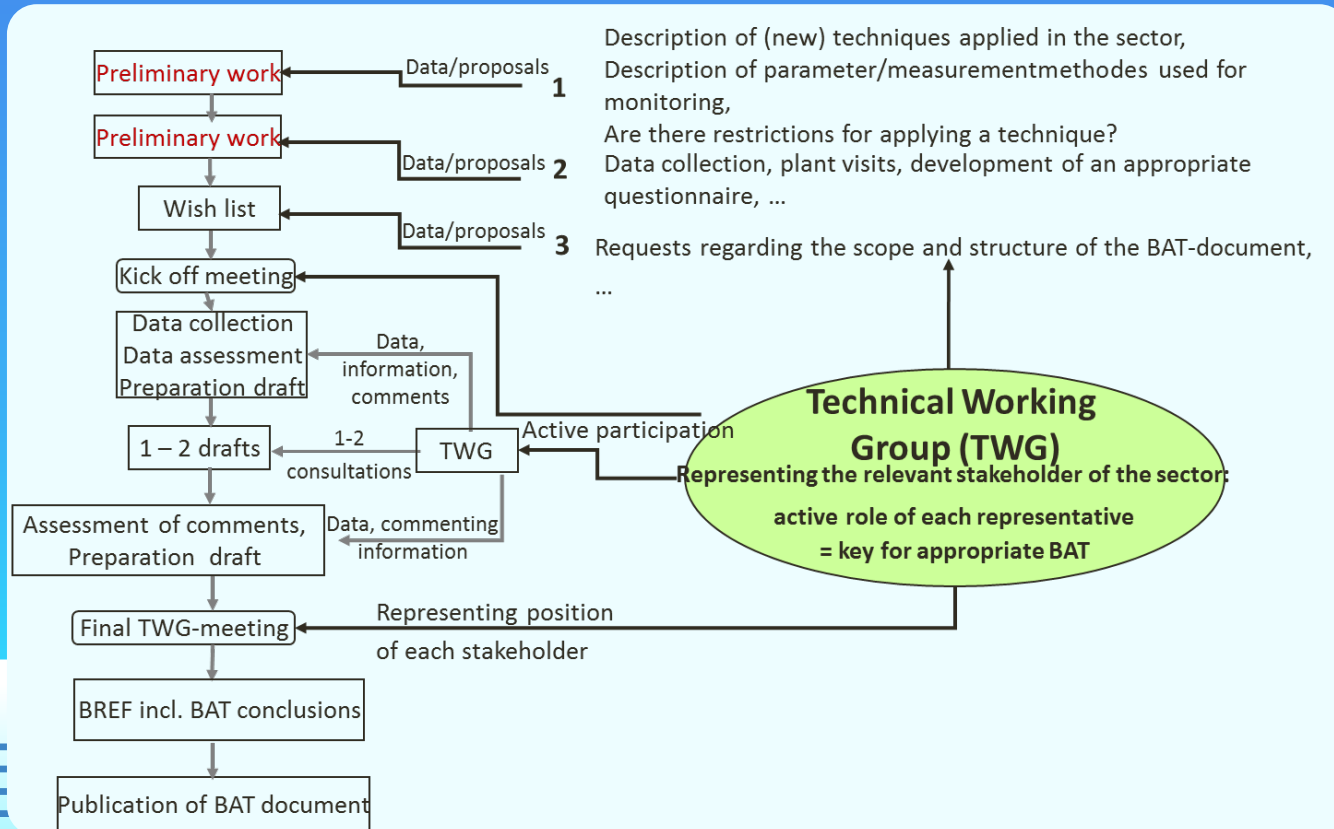 Description of (new) techniques applied in the sector,
Preliminary work
Data/proposals
1
Description of parameter/measurementmethodes used for
monitoring,
Are there restrictions for applying a technique?
Preliminary work
Data/proposals
2
Data collection, plant visits, development of an appropriate
questionnaire, ...
Wish list
Data/proposals
3
Requests regarding the scope and structure of the BAT-document,
...
Kick off meeting
Data collection
Data assessment
Preparation draft
Data,
information,
comments
Technical Working
Group (TWG)
Representing the relevant stakeholder of the sector:
active role of each representative
= key for appropriate BAT
Active participation
1 – 2 drafts
1-2
consultations
TWG
Assessment of comments,
Preparation draft
Data, commenting
information
Final TWG-meeting
Representing position
of each stakeholder
BREF incl. BAT conclusions
Publication of BAT document